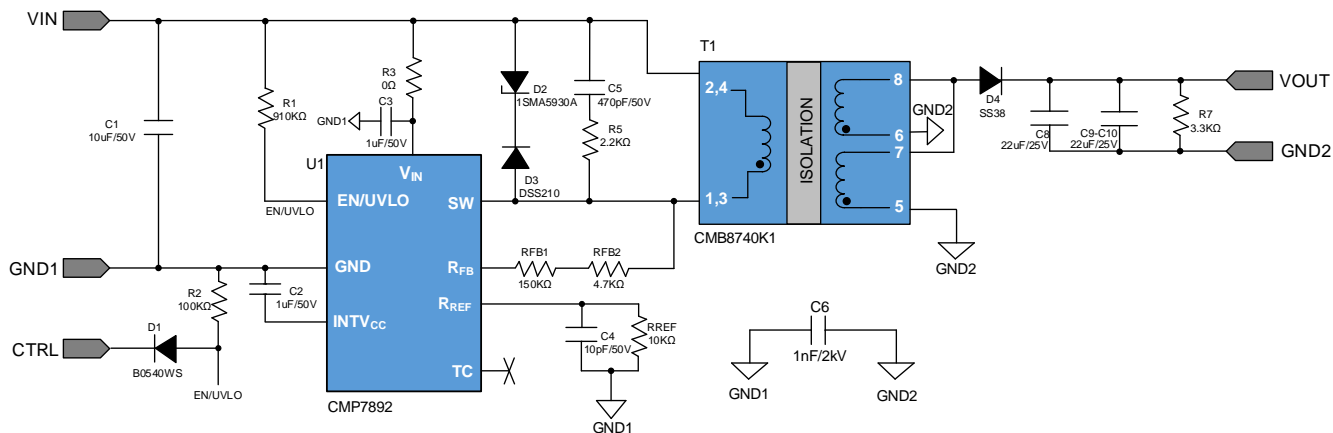 VIN
T1
R3
0Ω
D2
1SMA5930A
C5
470pF/50V
R1
910KΩ
C3
GND1
1uF/50V
C1
10uF/50V
R5
2.2KΩ
U1
VIN
D3
DSS210
EN/UVLO
EN/UVLO
SW
2,4
1,3
ISOLATION
8
6
7
5
GND2
CMB8740K1
D4
SS38
C8
22uF/25V
C9-C10
22uF/25V
R7
3.3KΩ
VOUT
GND2
GND2
GND1
GND
RFB
RFB1
150KΩ
RFB2
4.7KΩ
R2
100KΩ
C2
1uF/50V
INTVCC
RREF
C4
10pF/50V
RREF
10KΩ
CTRL
D1
B0540WS
EN/UVLO
TC
CMP7892
GND1
C6
1nF/2kV
GND1
GND2